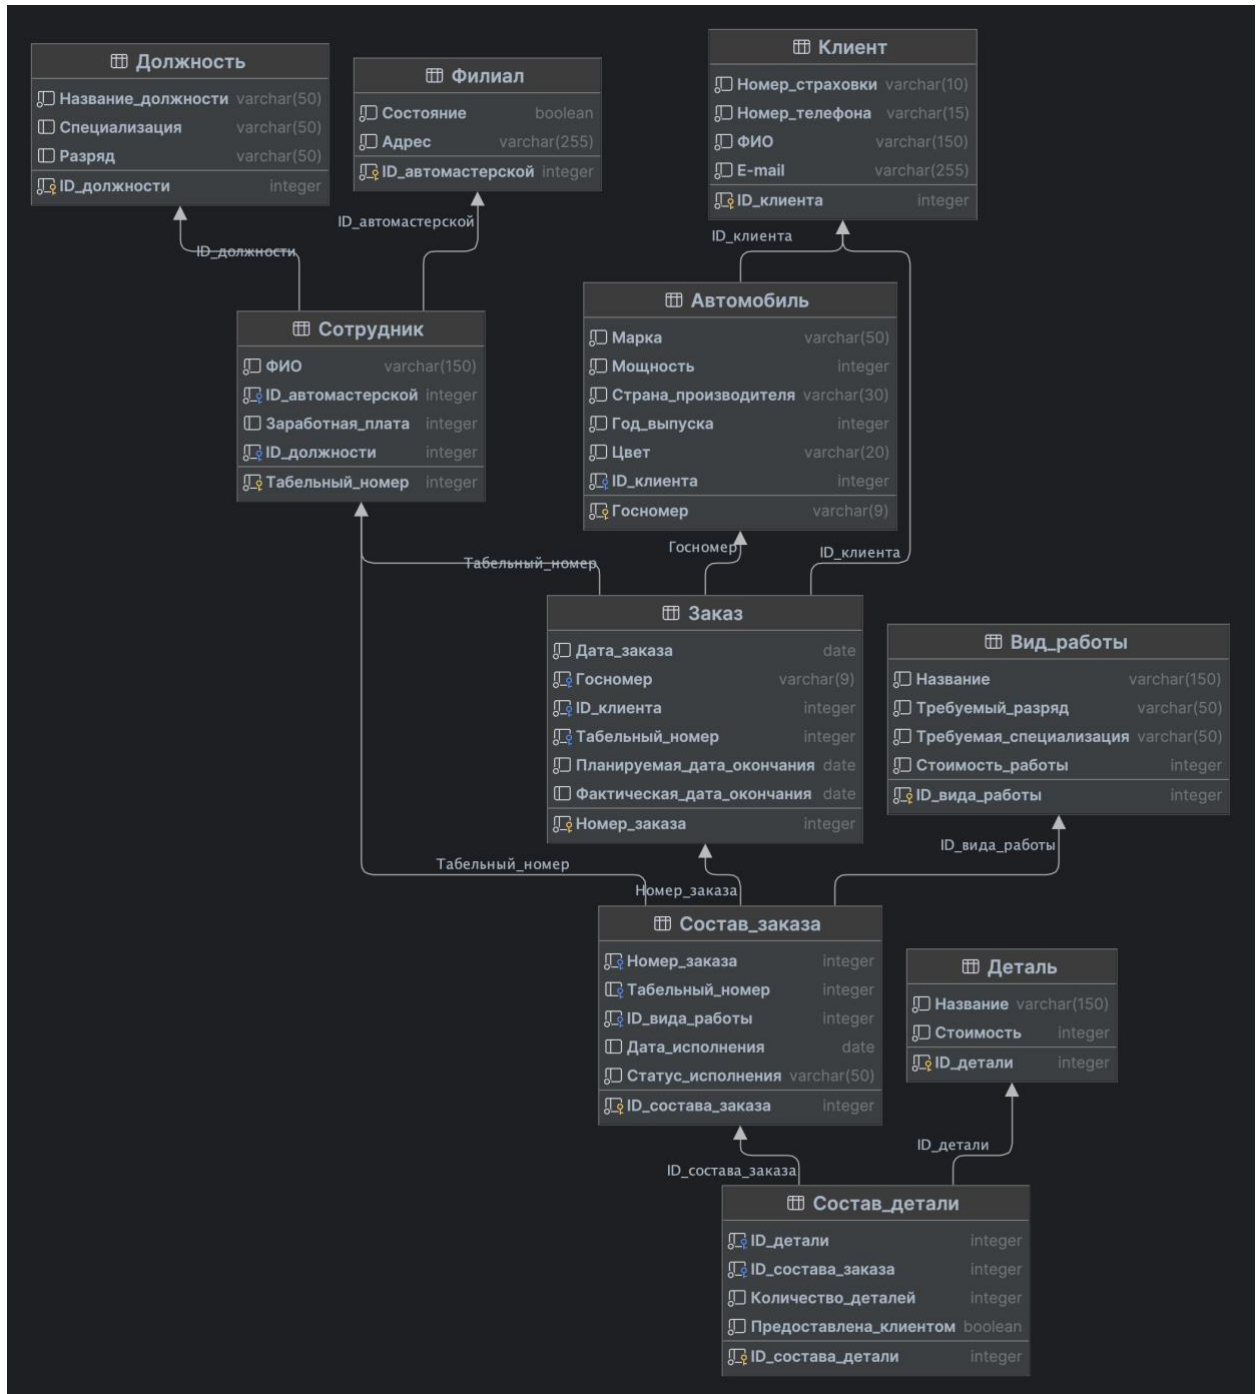 Должность
Название_должности varchar(50)
Специализация varchar(50)
Разряд varchar(50)
ID_должности integer
Филиал
Состояние boolean
Адрес varchar(255)
ID_автомастерской integer
Клиент
Номер_страховки varchar(10)
Номер_телефона varchar(15)
ФИО varchar(150)
E-mail varchar(255)
ID_клиента integer
ID_должности
ID_автомастерской
ID_клиента
Сотрудник
ФИО varchar(150)
ID_автомастерской integer
Заработная_плата integer
ID_должности integer
Табельный_номер integer
Автомобиль
Марка varchar(50)
Мощность integer
Страна_производителя varchar(30)
Год_выпуска integer
Цвет varchar(20)
ID_клиента integer
Госномер varchar(9)
Табельный_номер
Госномер
ID_клиента
Заказ
Дата_заказа date
Госномер varchar(9)
ID_клиента integer
Табельный_номер integer
Планируемая_дата_окончания date
Фактическая_дата_окончания date
Номер_заказа integer
Вид_работы
Название varchar(150)
Требуемый_разряд varchar(50)
Требуемая_специализация varchar(50)
Стоимость_работы integer
ID_вида_работы integer
Табельный_номер
Номер_заказа
ID_вида_работы
Состав_заказа
Номер_заказа integer
Табельный_номер integer
ID_вида_работы integer
Дата_исполнения date
Статус_исполнения varchar(50)
ID_состава_заказа integer
Деталь
Название varchar(150)
Стоимость integer
ID_детали integer
ID_состава_заказа
ID_детали
Состав_детали
ID_детали integer
ID_состава_заказа integer
Количество_деталей integer
Предоставлена_клиентом boolean
ID_состава_детали integer